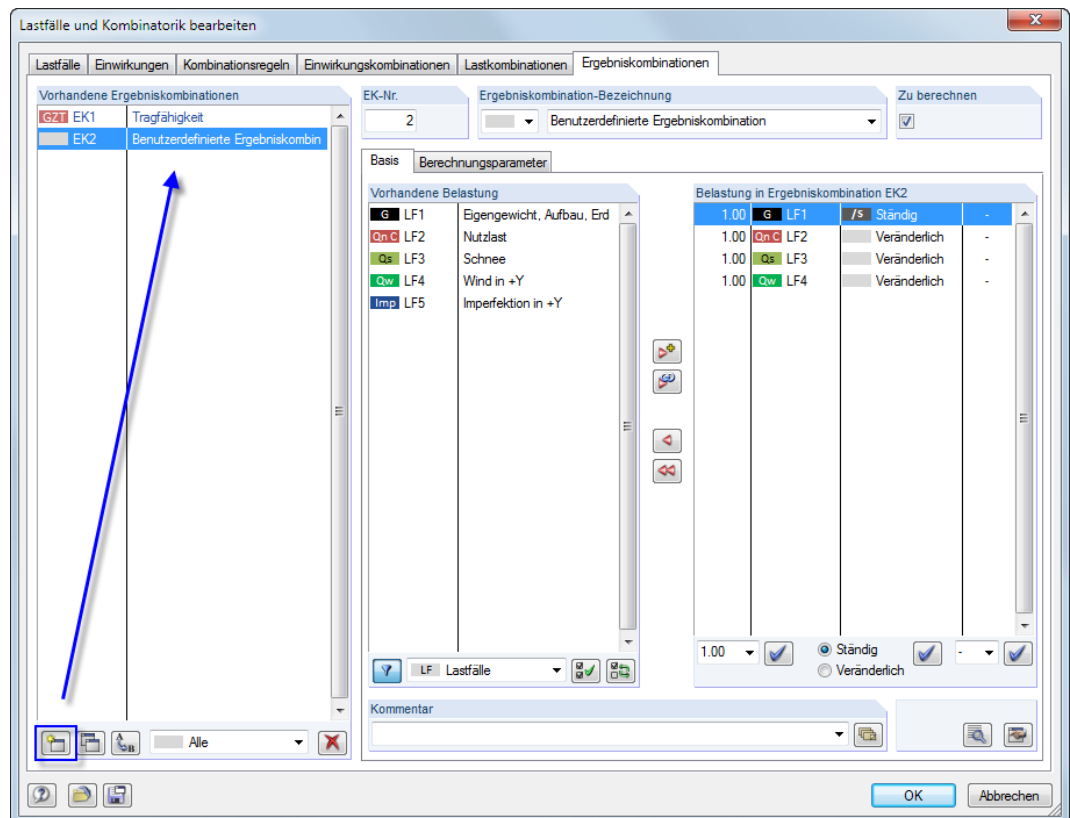 Lastfälle und Kombinatorik bearbeiten
Lastfälle Einwirkungen Kombinationsregeln Einwirkungskombinationen Lastkombinationen Ergebniskombinationen
Vorhandene Ergebniskombinationen
GZT EK1 Tragfähigkeit
EK2 Benutzerdefinierte Ergebniskombin
EK-Nr.
2
Ergebniskombination-Bezeichnung
Benutzerdefinierte Ergebniskombination
Zu berechnen
Basis Berechnungsparameter
Vorhandene Belastung
G LF1 Eigengewicht, Aufbau, Erd
Qn C LF2 Nutzlast
Qs LF3 Schnee
Qw LF4 Wind in +Y
Imp LF5 Imperfektion in +Y
LF Lastfälle
Belastung in Ergebniskombination EK2
1.00 G LF1 /S Ständig -
1.00 Qn C LF2 Veränderlich -
1.00 Qs LF3 Veränderlich -
1.00 Qw LF4 Veränderlich -
1.00 Ständig -
Veränderlich
Kommentar
A B Alle
OK Abbrechen